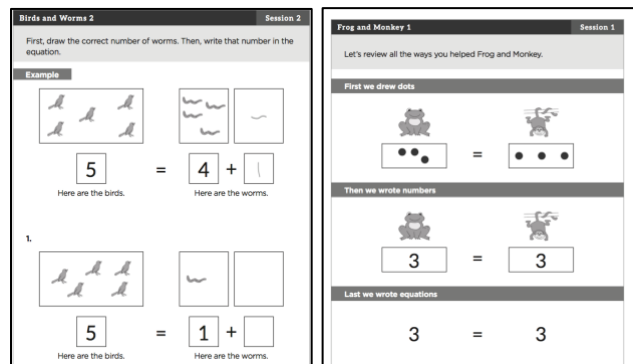 Birds and Worms 2 Session 2
First, draw the correct number of worms. Then, write that number in the
equation.
Example
5 = 4 + 1
Here are the birds. Here are the worms.
1.
5 = 1 +
Here are the birds. Here are the worms.
Frog and Monkey 1 Session 1
Let's review all the ways you helped Frog and Monkey.
First we drew dots
=
Then we wrote numbers
3 = 3
Last we wrote equations
3 = 3